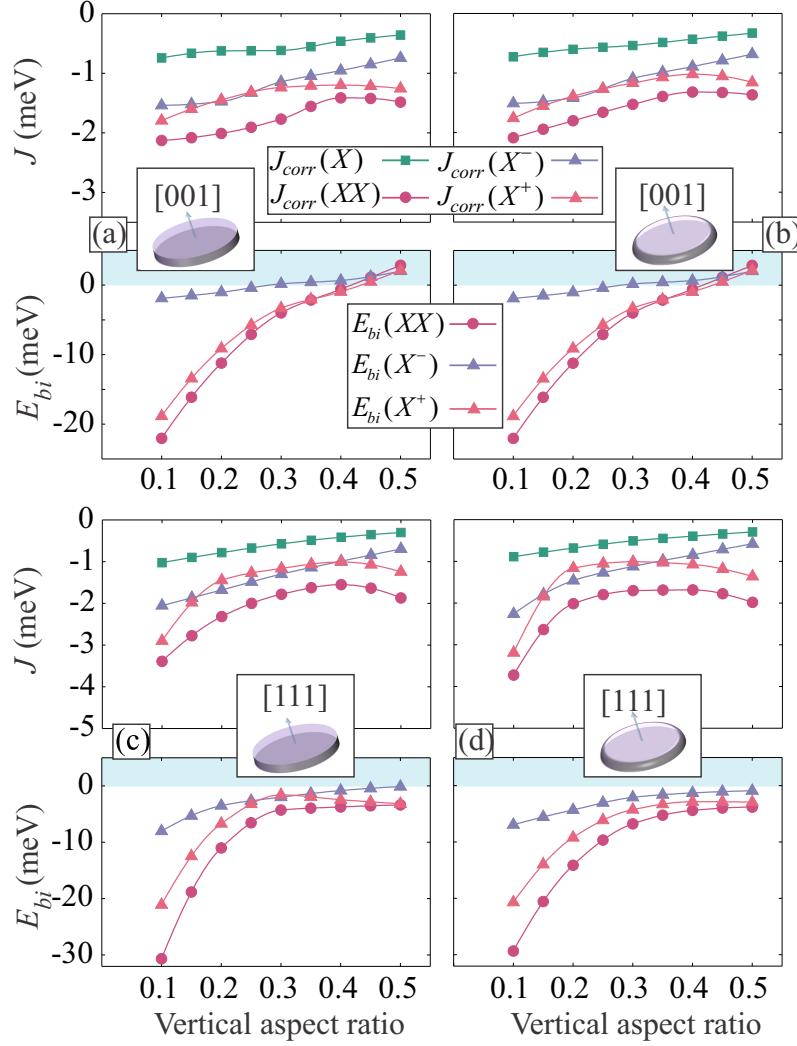 0
-1
-2
-3
J (meV)
J_corr(X)
J_corr(X⁻)
J_corr(XX)
J_corr(X⁺)
[001]
[001]
(a)
(b)
0
-10
-20
E_bi (meV)
E_bi(XX)
E_bi(X⁻)
E_bi(X⁺)
0.1 0.2 0.3 0.4 0.5
0.1 0.2 0.3 0.4 0.5
0
-1
-2
-3
-4
-5
J (meV)
[111]
[111]
(c)
(d)
0
-10
-20
-30
E_bi (meV)
0.1 0.2 0.3 0.4 0.5
0.1 0.2 0.3 0.4 0.5
Vertical aspect ratio
Vertical aspect ratio